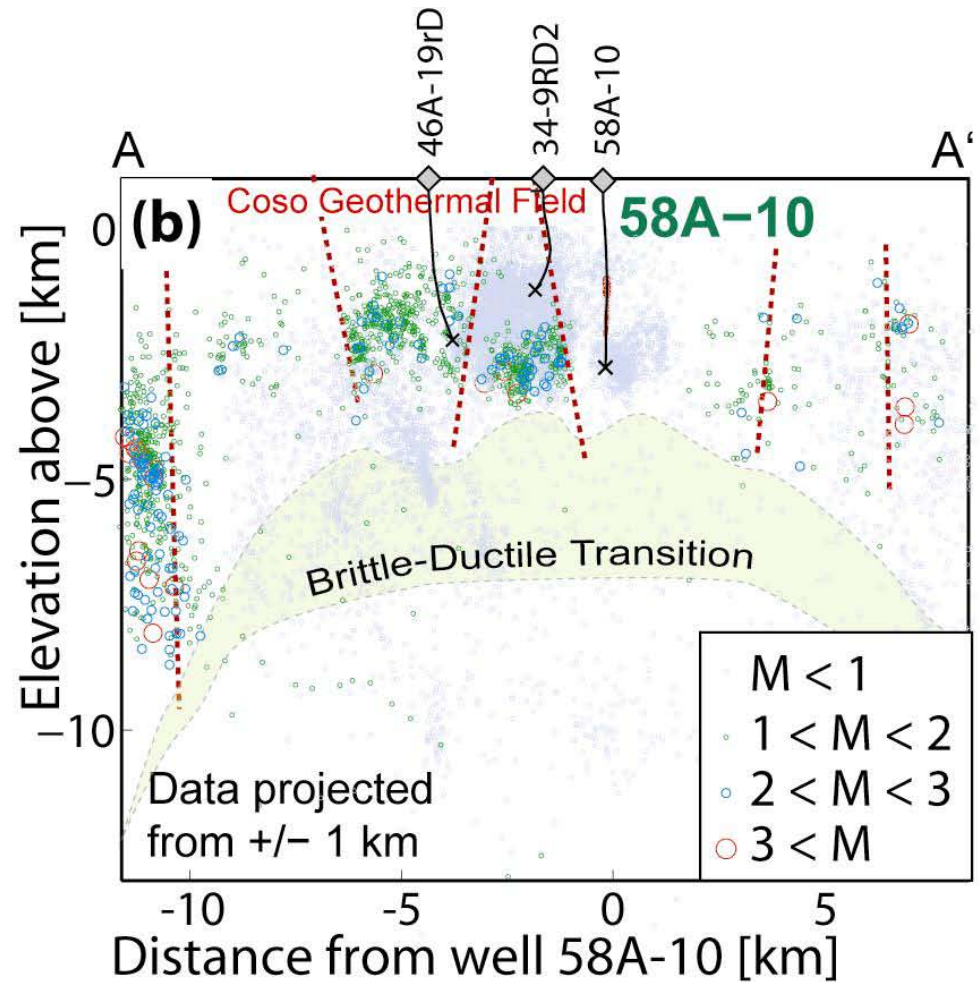 46A-19rD
34-9RD2
58A-10
A
A'
(b)
Coso Geothermal Field
58A−10
0
−5
−10
Elevation above [km]
Brittle-Ductile Transition
M < 1
1 < M < 2
2 < M < 3
3 < M
Data projected
from +/− 1 km
-10
-5
0
5
Distance from well 58A-10 [km]